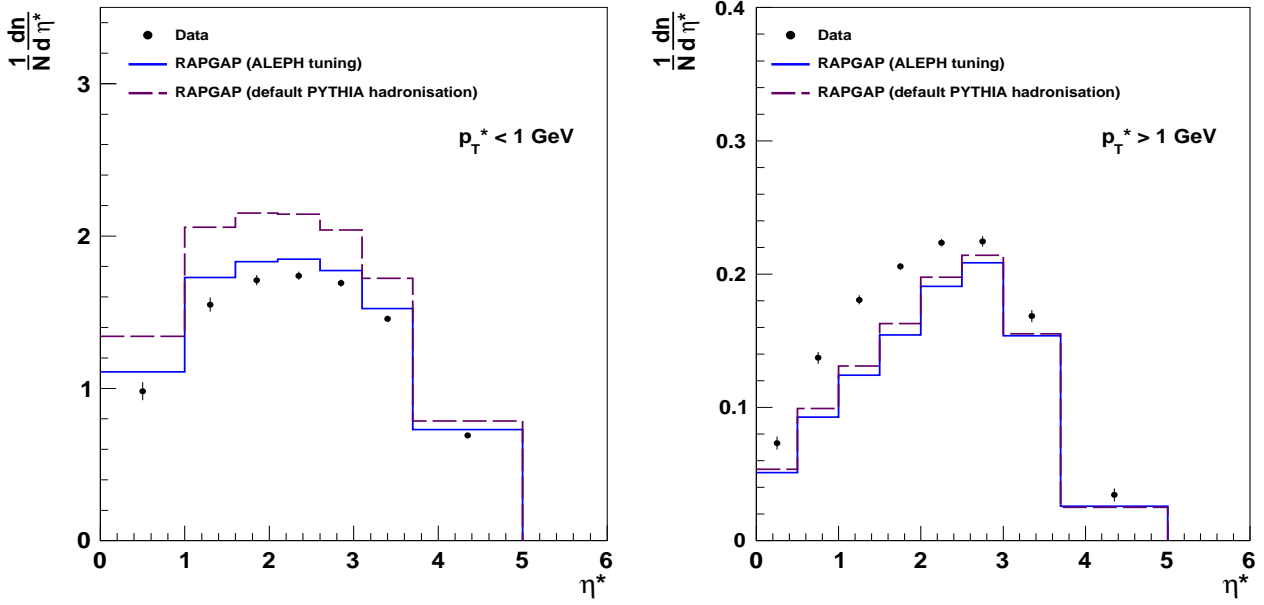 1 dn
N d η*
Data
RAPGAP (ALEPH tuning)
RAPGAP (default PYTHIA hadronisation)
p_T* < 1 GeV
3
2
1
0
0 1 2 3 4 5 6
η*
1 dn
N d η*
Data
RAPGAP (ALEPH tuning)
RAPGAP (default PYTHIA hadronisation)
p_T* > 1 GeV
0.4
0.3
0.2
0.1
0
0 1 2 3 4 5 6
η*